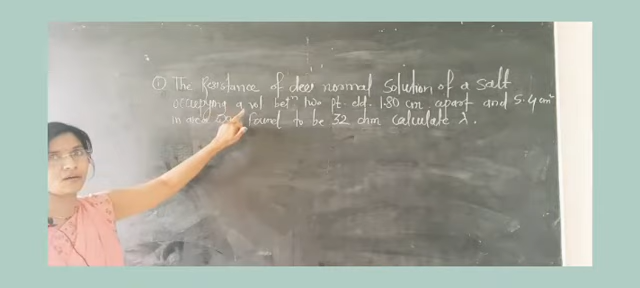 ① The Resistance of deci normal Solution of a Salt
occupying a vol betⁿ two pt. eld. 1.80 cm apart and 5.4 cm²
in area found to be 32 ohm calculate λ.